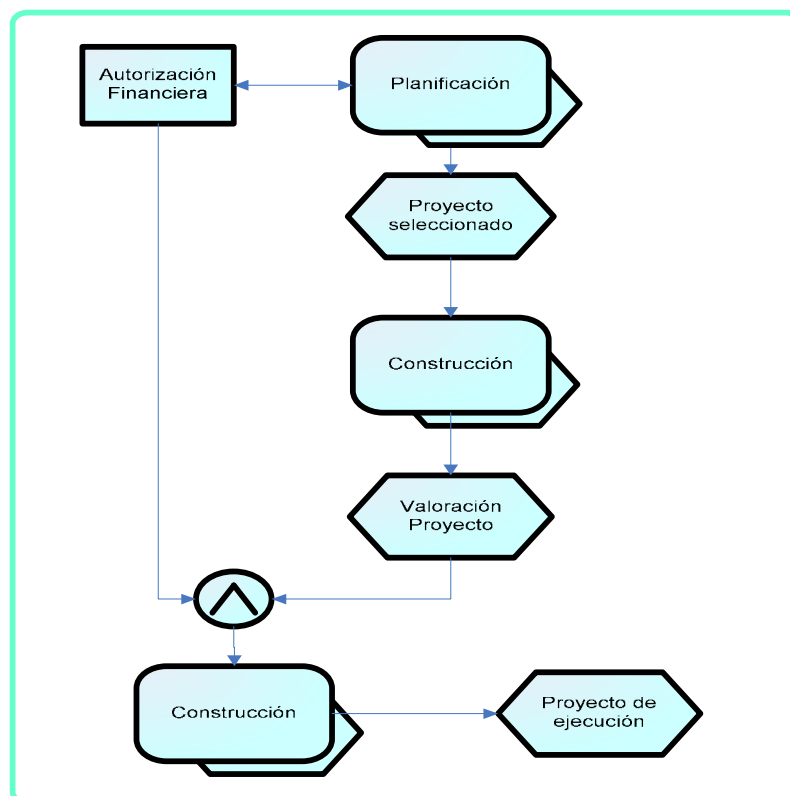 Autorización
Financiera
Planificación
Proyecto
seleccionado
Construcción
Valoración
Proyecto
Construcción
Proyecto de
ejecución